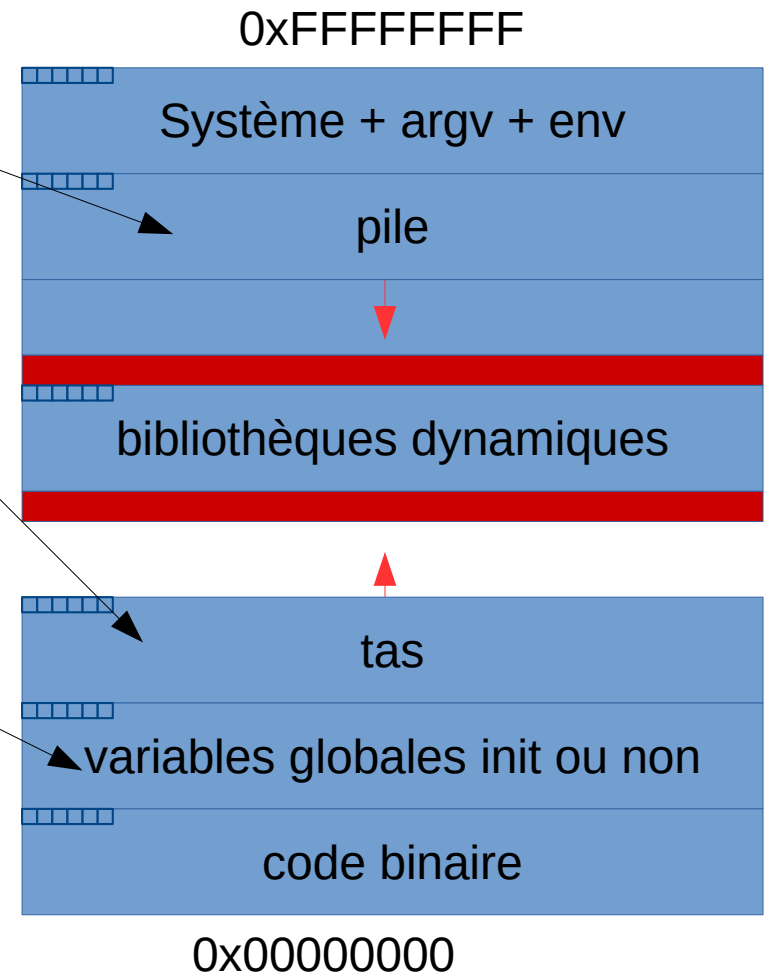 0xFFFFFFFF
Système + argv + env
pile
bibliothèques dynamiques
tas
variables globales init ou non
code binaire
0x00000000